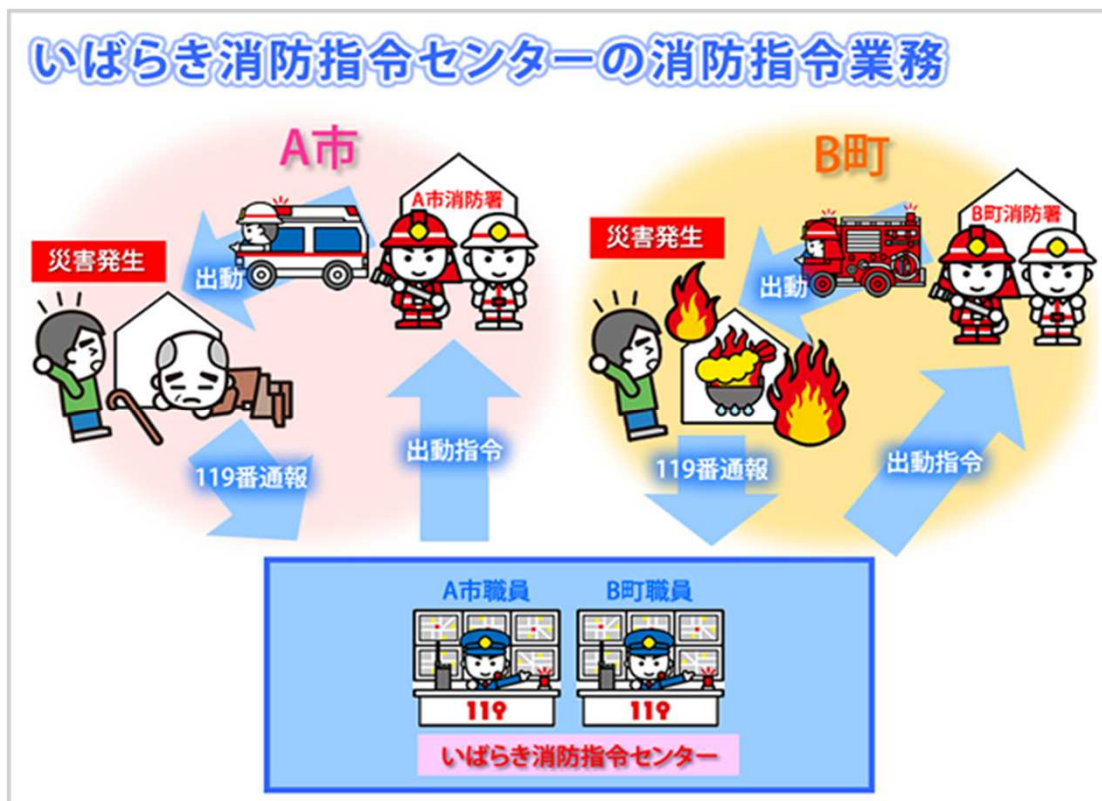 いばらき消防指令センターの消防指令業務
A市
B町
A市消防署
B町消防署
災害発生
災害発生
出動
出動
119番通報
出動指令
119番通報
出動指令
A市職員
B町職員
119
119
いばらき消防指令センター